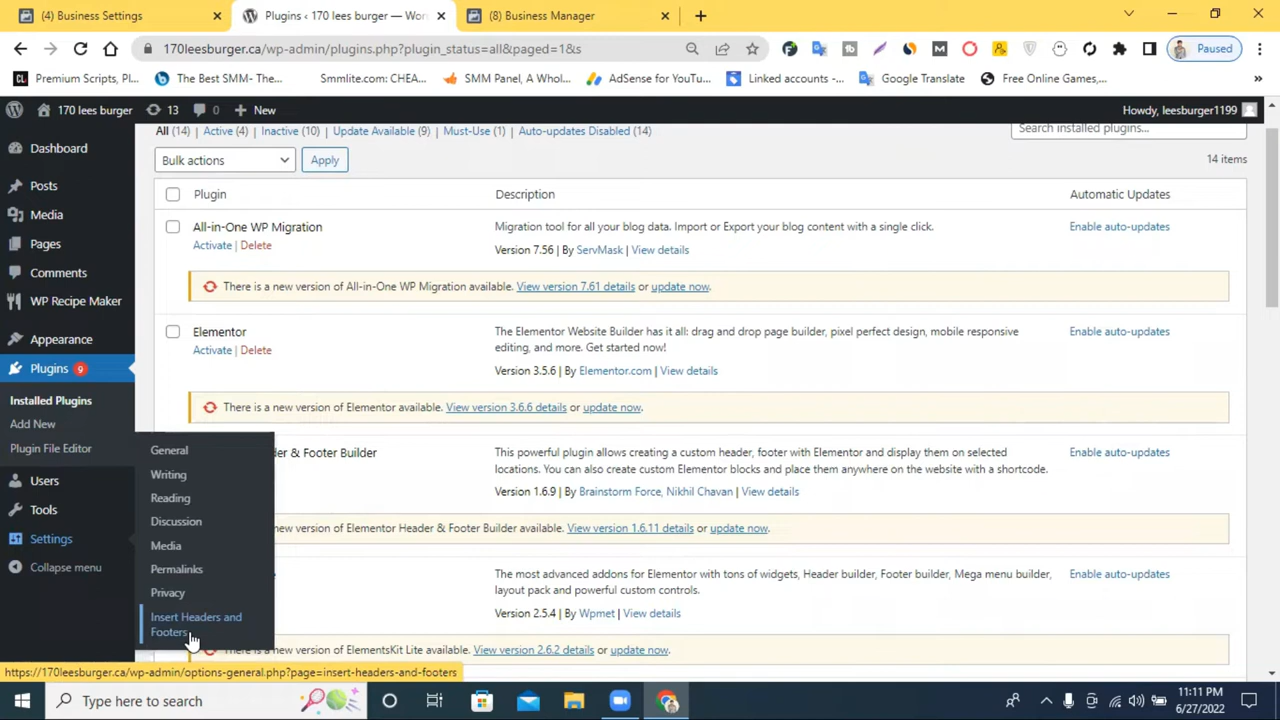 (4) Business Settings
Plugins ‹ 170 lees burger — Wor
(8) Business Manager
170leesburger.ca/wp-admin/plugins.php?plugin_status=all&paged=1&s
Paused
Premium Scripts, Pl...
The Best SMM- The...
Smmlite.com: CHEA...
SMM Panel, A Whol...
AdSense for YouTu...
Linked accounts -...
Google Translate
Free Online Games,...
170 lees burger
13
0
New
Howdy, leesburger1199
Dashboard
Posts
Media
Pages
Comments
WP Recipe Maker
Appearance
Plugins 9
Installed Plugins
Add New
Plugin File Editor
Users
Tools
Settings
Collapse menu
General
Writing
Reading
Discussion
Media
Permalinks
Privacy
Insert Headers and
Footers
All (14) | Active (4) | Inactive (10) | Update Available (9) | Must-Use (1) | Auto-updates Disabled (14)
Search installed plugins...
Bulk actions
Apply
14 items
Plugin
Description
Automatic Updates
All-in-One WP Migration
Migration tool for all your blog data. Import or Export your blog content with a single click.
Enable auto-updates
Activate | Delete
Version 7.56 | By ServMask | View details
There is a new version of All-in-One WP Migration available. View version 7.61 details or update now.
Elementor
The Elementor Website Builder has it all: drag and drop page builder, pixel perfect design, mobile responsive
editing, and more. Get started now!
Enable auto-updates
Activate | Delete
Version 3.5.6 | By Elementor.com | View details
There is a new version of Elementor available. View version 3.6.6 details or update now.
er & Footer Builder
This powerful plugin allows creating a custom header, footer with Elementor and display them on selected
locations. You can also create custom Elementor blocks and place them anywhere on the website with a shortcode.
Enable auto-updates
Version 1.6.9 | By Brainstorm Force, Nikhil Chavan | View details
new version of Elementor Header & Footer Builder available. View version 1.6.11 details or update now.
The most advanced addons for Elementor with tons of widgets, Header builder, Footer builder, Mega menu builder,
layout pack and powerful custom controls.
Enable auto-updates
Version 2.5.4 | By Wpmet | View details
There is a new version of ElementsKit Lite available. View version 2.6.2 details or update now.
https://170leesburger.ca/wp-admin/options-general.php?page=insert-headers-and-footers
Type here to search
11:11 PM
6/27/2022